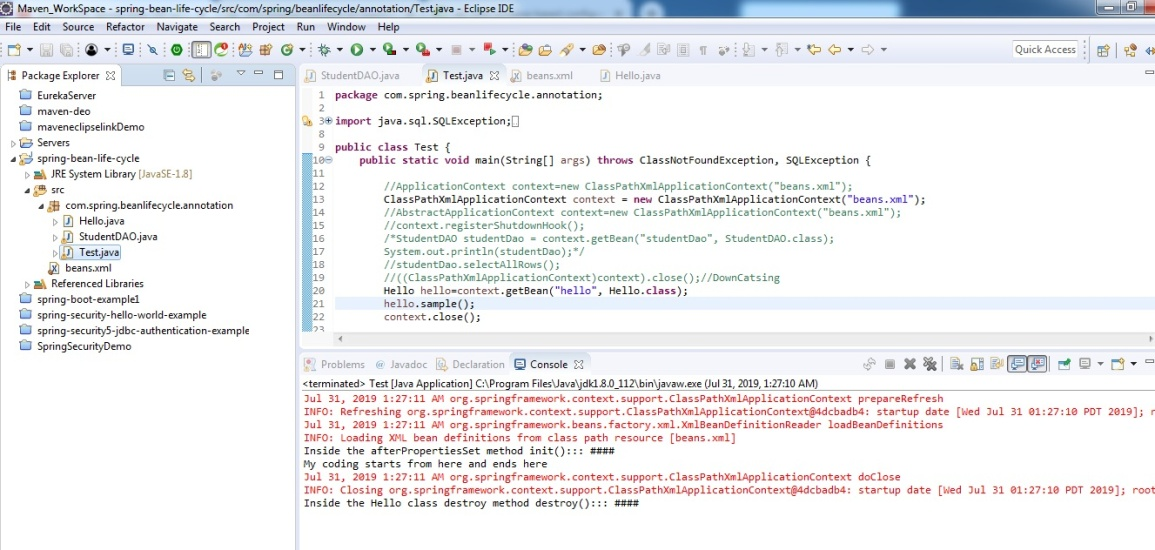 Maven_WorkSpace - spring-bean-life-cycle/src/com/spring/beanlifecycle/annotation/Test.java - Eclipse IDE
File Edit Source Refactor Navigate Search Project Run Window Help
Quick Access
Package Explorer
StudentDAO.java Test.java beans.xml Hello.java
EurekaServer
maven-deo
maveneclipselinkDemo
Servers
spring-bean-life-cycle
JRE System Library [JavaSE-1.8]
src
com.spring.beanlifecycle.annotation
Hello.java
StudentDAO.java
Test.java
beans.xml
Referenced Libraries
spring-boot-example1
spring-security-hello-world-example
spring-security5-jdbc-authentication-example
SpringSecurityDemo
1 package com.spring.beanlifecycle.annotation;
2
3 import java.sql.SQLException;
8
9 public class Test {
10 public static void main(String[] args) throws ClassNotFoundException, SQLException {
11
12 //ApplicationContext context=new ClassPathXmlApplicationContext("beans.xml");
13 ClassPathXmlApplicationContext context = new ClassPathXmlApplicationContext("beans.xml");
14 //AbstractApplicationContext context=new ClassPathXmlApplicationContext("beans.xml");
15 //context.registerShutdownHook();
16 /*StudentDAO studentDao = context.getBean("studentDao", StudentDAO.class);
17 System.out.println(studentDao);*/
18 //studentDao.selectAllRows();
19 //((ClassPathXmlApplicationContext)context).close();//DownCatsing
20 Hello hello=context.getBean("hello", Hello.class);
21 hello.sample();
22 context.close();
23
Problems Javadoc Declaration Console
<terminated> Test [Java Application] C:\Program Files\Java\jdk1.8.0_112\bin\javaw.exe (Jul 31, 2019, 1:27:10 AM)
Jul 31, 2019 1:27:11 AM org.springframework.context.support.ClassPathXmlApplicationContext prepareRefresh
INFO: Refreshing org.springframework.context.support.ClassPathXmlApplicationContext@4dcbadb4: startup date [Wed Jul 31 01:27:10 PDT 2019]; r
Jul 31, 2019 1:27:11 AM org.springframework.beans.factory.xml.XmlBeanDefinitionReader loadBeanDefinitions
INFO: Loading XML bean definitions from class path resource [beans.xml]
Inside the afterPropertiesSet method init()::: ####
My coding starts from here and ends here
Jul 31, 2019 1:27:11 AM org.springframework.context.support.ClassPathXmlApplicationContext doClose
INFO: Closing org.springframework.context.support.ClassPathXmlApplicationContext@4dcbadb4: startup date [Wed Jul 31 01:27:10 PDT 2019]; root
Inside the Hello class destroy method destroy()::: ####